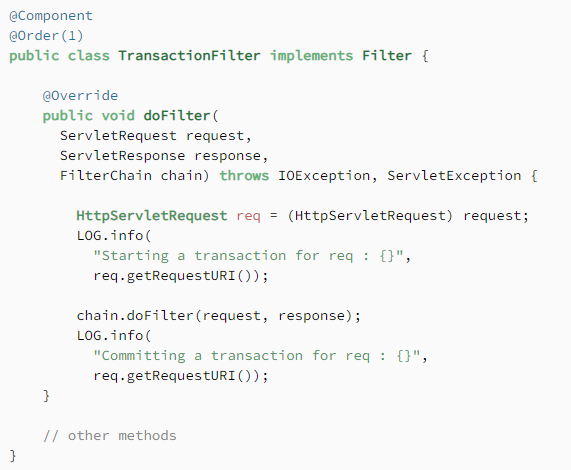 @Component
@Order(1)
public class TransactionFilter implements Filter {
@Override
public void doFilter(
ServletRequest request,
ServletResponse response,
FilterChain chain) throws IOException, ServletException {
HttpServletRequest req = (HttpServletRequest) request;
LOG.info(
"Starting a transaction for req : {}",
req.getRequestURI());
chain.doFilter(request, response);
LOG.info(
"Committing a transaction for req : {}",
req.getRequestURI());
}
// other methods
}